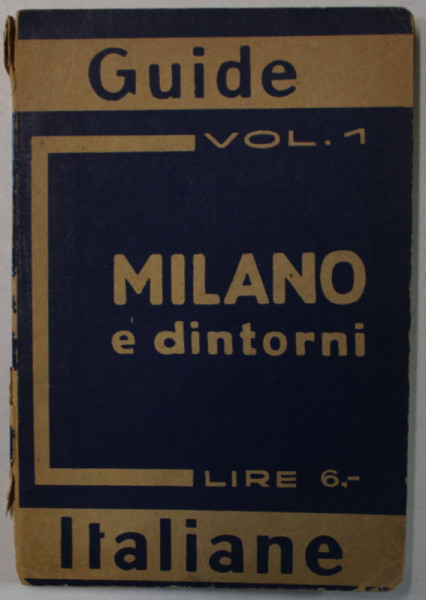 Guide
VOL. 1
MILANO
e dintorni
LIRE 6,-
Italiane